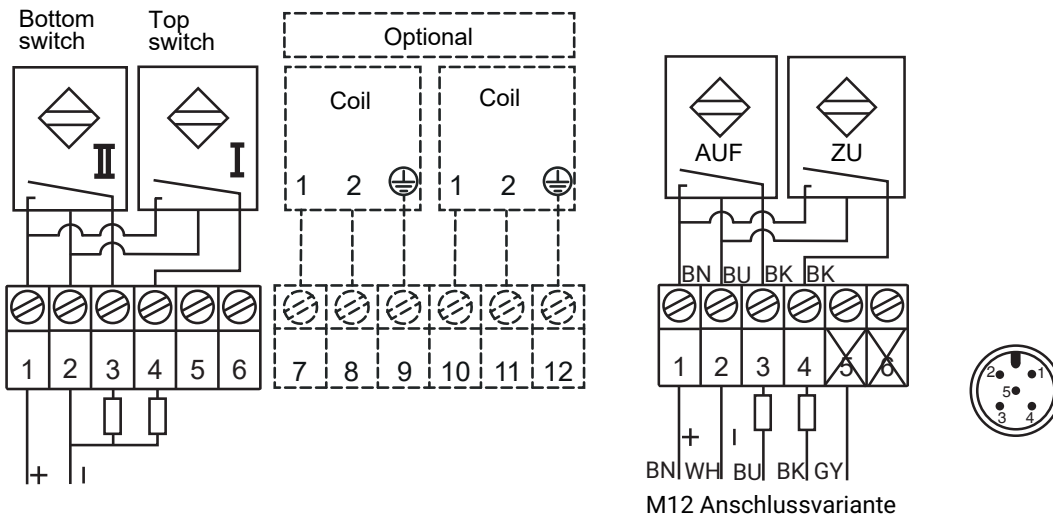 Bottom
switch
Top
switch
II
I
1 2 3 4 5 6
+ −
Optional
Coil
Coil
1 2
1 2
7 8 9 10 11 12
AUF
ZU
BN BU BK BK
1 2 3 4 5 6
+ −
BN WH BU BK GY
M12 Anschlussvariante
2 1
5
3 4